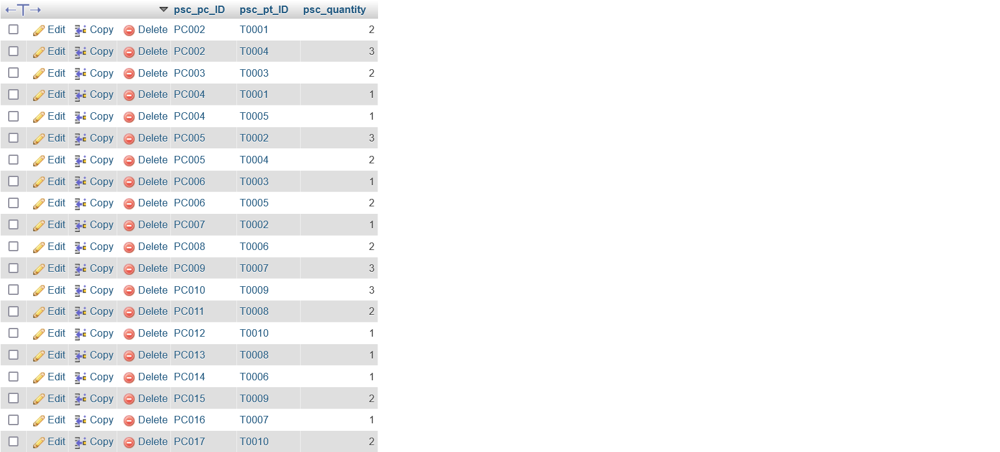 psc_pc_ID psc_pt_ID psc_quantity
Edit Copy Delete PC002 T0001 2
Edit Copy Delete PC002 T0004 3
Edit Copy Delete PC003 T0003 2
Edit Copy Delete PC004 T0001 1
Edit Copy Delete PC004 T0005 1
Edit Copy Delete PC005 T0002 3
Edit Copy Delete PC005 T0004 2
Edit Copy Delete PC006 T0003 1
Edit Copy Delete PC006 T0005 2
Edit Copy Delete PC007 T0002 1
Edit Copy Delete PC008 T0006 2
Edit Copy Delete PC009 T0007 3
Edit Copy Delete PC010 T0009 3
Edit Copy Delete PC011 T0008 2
Edit Copy Delete PC012 T0010 1
Edit Copy Delete PC013 T0008 1
Edit Copy Delete PC014 T0006 1
Edit Copy Delete PC015 T0009 2
Edit Copy Delete PC016 T0007 1
Edit Copy Delete PC017 T0010 2